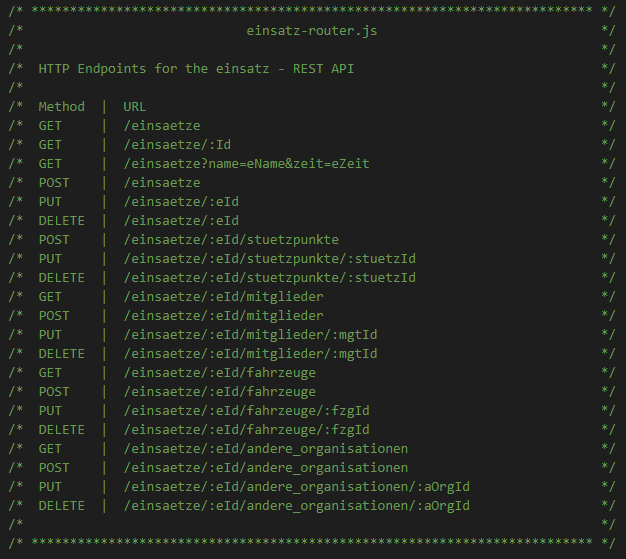 /* ************************************************************************* */
/*                             einsatz-router.js                             */
/*                                                                           */
/*  HTTP Endpoints for the einsatz - REST API                                */
/*                                                                           */
/*  Method  |  URL                                                           */
/*  GET     |  /einsaetze                                                    */
/*  GET     |  /einsaetze/:Id                                                */
/*  GET     |  /einsaetze?name=eName&zeit=eZeit                              */
/*  POST    |  /einsaetze                                                    */
/*  PUT     |  /einsaetze/:eId                                               */
/*  DELETE  |  /einsaetze/:eId                                               */
/*  POST    |  /einsaetze/:eId/stuetzpunkte                                  */
/*  PUT     |  /einsaetze/:eId/stuetzpunkte/:stuetzId                        */
/*  DELETE  |  /einsaetze/:eId/stuetzpunkte/:stuetzId                        */
/*  GET     |  /einsaetze/:eId/mitglieder                                    */
/*  POST    |  /einsaetze/:eId/mitglieder                                    */
/*  PUT     |  /einsaetze/:eId/mitglieder/:mgtId                             */
/*  DELETE  |  /einsaetze/:eId/mitglieder/:mgtId                             */
/*  GET     |  /einsaetze/:eId/fahrzeuge                                     */
/*  POST    |  /einsaetze/:eId/fahrzeuge                                     */
/*  PUT     |  /einsaetze/:eId/fahrzeuge/:fzgId                              */
/*  DELETE  |  /einsaetze/:eId/fahrzeuge/:fzgId                              */
/*  GET     |  /einsaetze/:eId/andere_organisationen                         */
/*  POST    |  /einsaetze/:eId/andere_organisationen                         */
/*  PUT     |  /einsaetze/:eId/andere_organisationen/:aOrgId                 */
/*  DELETE  |  /einsaetze/:eId/andere_organisationen/:aOrgId                 */
/*                                                                           */
/* ************************************************************************* */